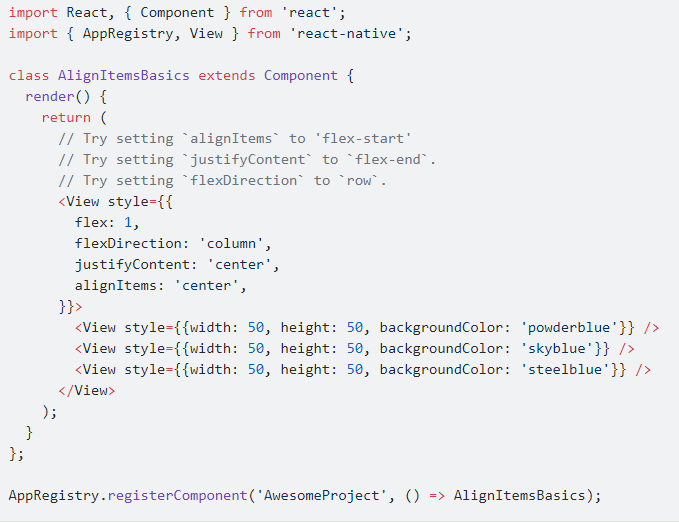 import React, { Component } from 'react';
import { AppRegistry, View } from 'react-native';

class AlignItemsBasics extends Component {
  render() {
    return (
      // Try setting `alignItems` to 'flex-start'
      // Try setting `justifyContent` to `flex-end`.
      // Try setting `flexDirection` to `row`.
      <View style={{
        flex: 1,
        flexDirection: 'column',
        justifyContent: 'center',
        alignItems: 'center',
      }}>
        <View style={{width: 50, height: 50, backgroundColor: 'powderblue'}} />
        <View style={{width: 50, height: 50, backgroundColor: 'skyblue'}} />
        <View style={{width: 50, height: 50, backgroundColor: 'steelblue'}} />
      </View>
    );
  }
};

AppRegistry.registerComponent('AwesomeProject', () => AlignItemsBasics);